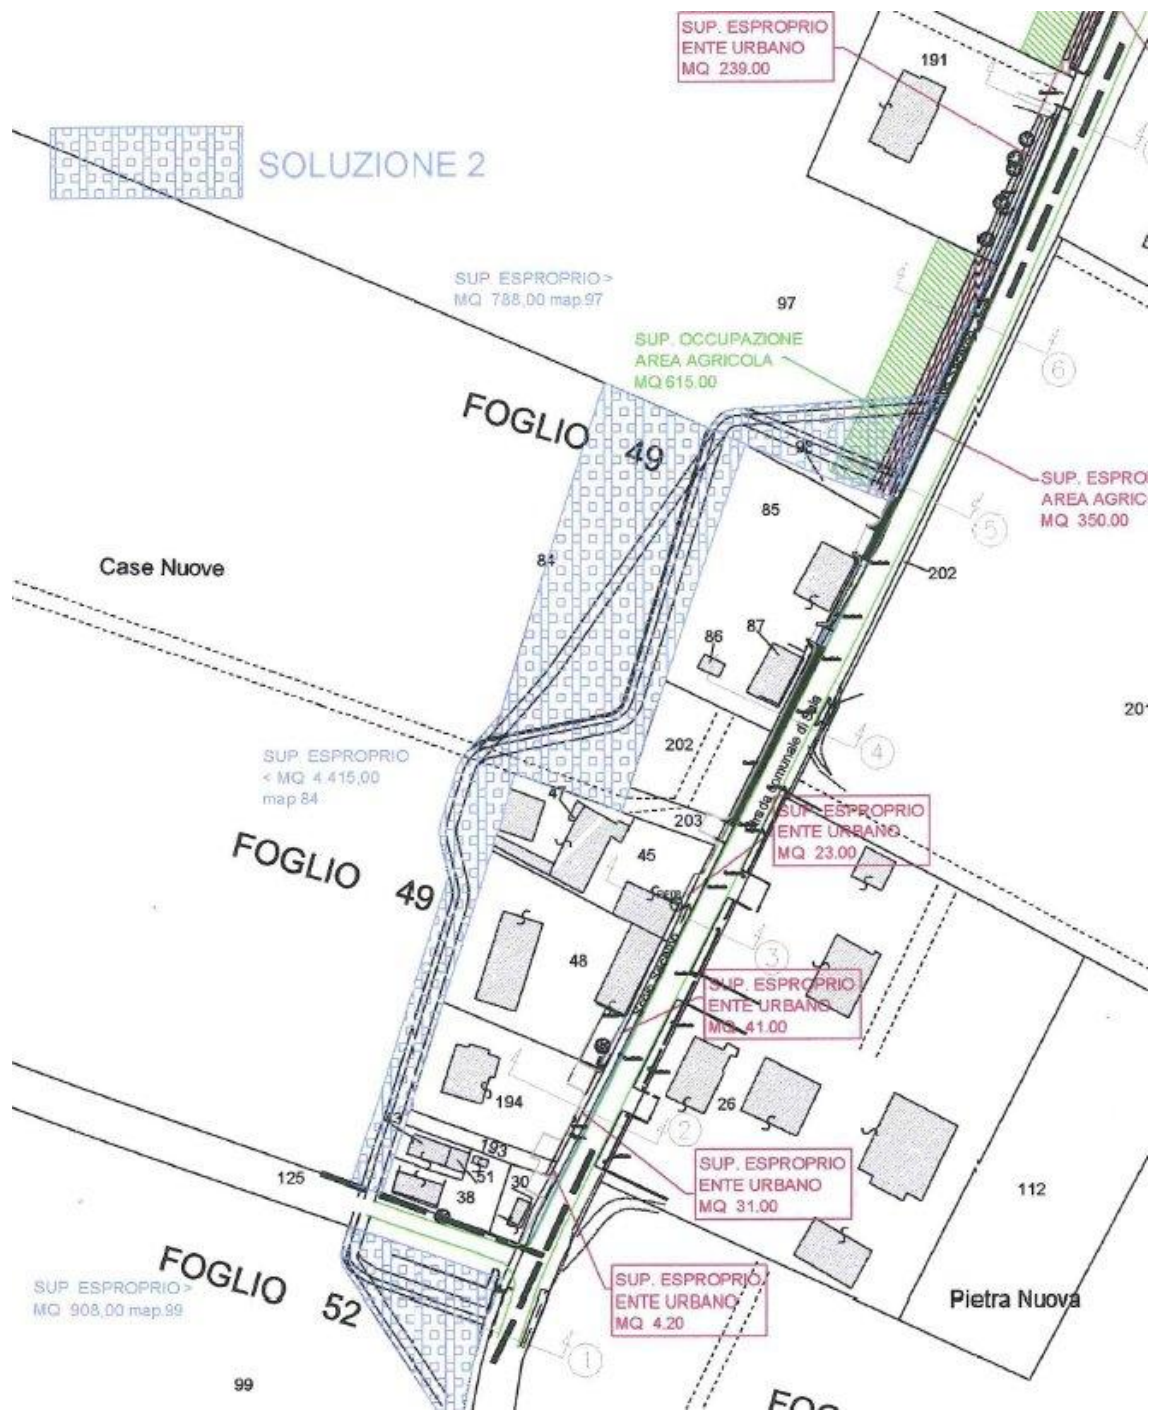 SUP. ESPROPRIO
ENTE URBANO
MQ 239.00
191
SOLUZIONE 2
SUP. ESPROPRIO >
MQ 788,00 map.97
97
SUP. OCCUPAZIONE
AREA AGRICOLA
MQ 615.00
6
FOGLIO 49
SUP. ESPRO
AREA AGRIC
MQ 350.00
85
5
84
Case Nuove
202
86
87
201
202
4
SUP. ESPROPRIO
< MQ 4.415,00
map 84
47
203
SUP. ESPROPRIO
ENTE URBANO
MQ 23.00
45
FOGLIO 49
48
3
SUP. ESPROPRIO
ENTE URBANO
MQ 41.00
194
26
2
193
125
51
38
30
SUP. ESPROPRIO
ENTE URBANO
MQ 31.00
112
FOGLIO 52
SUP. ESPROPRIO >
MQ 908,00 map.99
SUP. ESPROPRIO
ENTE URBANO
MQ 4.20
Pietra Nuova
1
99